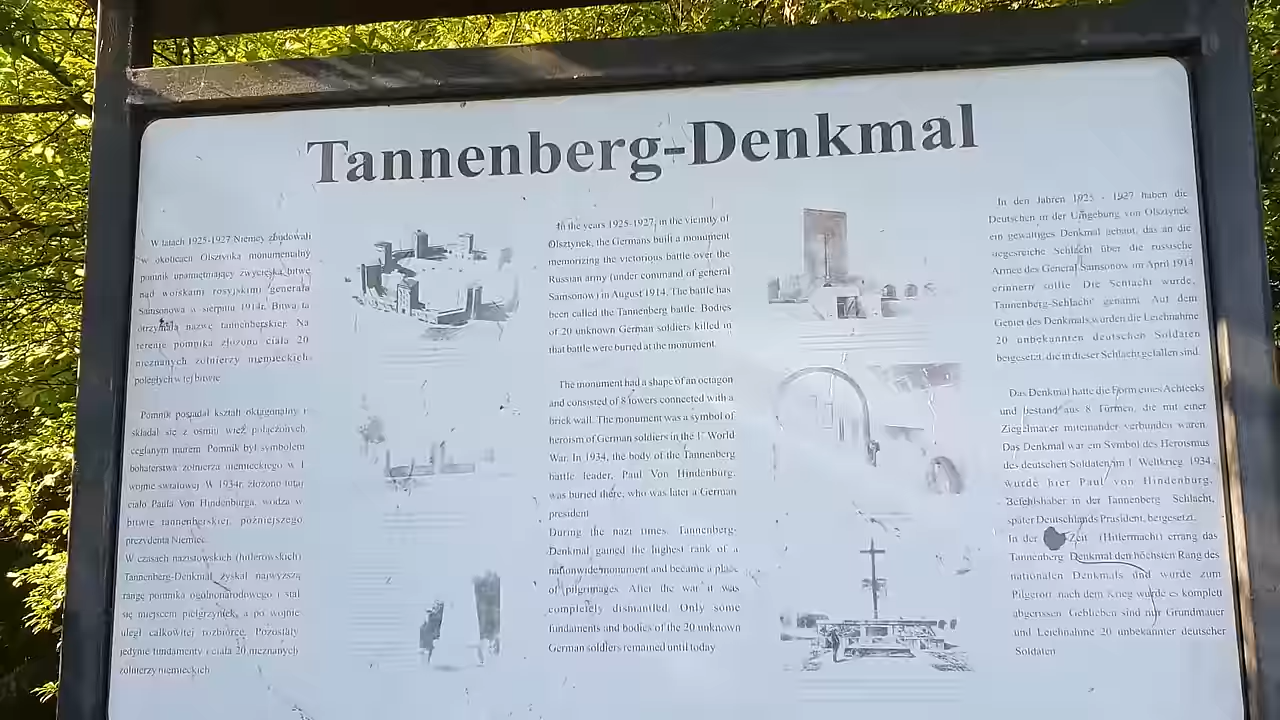 Tannenberg-Denkmal
W latach 1925-1927 Niemcy zbudowali
w okolicach Olsztynka monumentalny
pomnik upamiętniający zwycięską bitwę
nad wojskami rosyjskimi generała
Samsonowa w sierpniu 1914r. Bitwa ta
otrzymała nazwę tannenberskiej. Na
terenie pomnika złożono ciała 20
nieznanych żołnierzy niemieckich
poległych w tej bitwie
Pomnik posiadał kształt oktagonalny i
składał się z ośmiu wież połączonych
ceglanym murem. Pomnik był symbolem
bohaterstwa żołnierza niemieckiego w I
wojnie światowej. W 1934r. złożono tutaj
ciało Paula Von Hindenburga, wodza w
bitwie tannenberskiej, późniejszego
prezydenta Niemiec.
W czasach nazistowskich (hitlerowskich)
Tannenberg-Denkmal zyskał najwyższą
rangę pomnika ogólnonarodowego i stał
się miejscem pielgrzymek, a po wojnie
uległ całkowitej rozbiórce. Pozostały
ciała 20 nieznanych
żołnierzy niemieckich
In the years 1925-1927, in the vicinity of
Olsztynek, the Germans built a monument
memorizing the victorious battle over the
Russian army (under command of general
Samsonow) in August 1914. The battle has
been called the Tannenberg battle. Bodies
of 20 unknown German soldiers killed in
that battle were buried at the monument.
The monument had a shape of an octagon
and consisted of 8 towers connected with a
brick wall. The monument was a symbol of
heroism of German soldiers in the 1st World
War. In 1934, the body of the Tannenberg
battle leader, Paul Von Hindenburg,
was buried there, who was later a German
president
During the nazi times, Tannenberg-
Denkmal gained the highest rank of a
nationwide monument and became a place
of pilgrimages. After the war it was
completely dismantled. Only some
fundaments and bodies of the 20 unknown
German soldiers remained until today
In den Jahren 1925 - 1927 haben die
Deutschen in der Umgebung von Olsztynek
ein gewaltiges Denkmal gebaut, das an die
siegesreiche Schlacht über die russische
Armee des General Samsonow im April 1914
erinnern sollte. Die Schlacht wurde,
Tannenberg-Schlacht' genannt. Auf dem
Gebiet des Denkmals wurden die Leichnahme
20 unbekannten deutschen Soldaten
beigesetzt, die in dieser Schlacht gefallen sind.
Das Denkmal hatte die Form eines Achtecks
und bestand aus 8 Türmen, die mit einer
Ziegelmauer miteinander verbunden waren.
Das Denkmal war ein Symbol des Heroismus
des deutschen Soldaten im 1. Weltkrieg. 1934,
wurde hier Paul von Hindenburg,
Befehlshaber in der Tannenberg Schlacht,
später Deutschlands Präsident, beigesetzt.
In der Zeit (Hitlermacht) errang das
Tannenberg Denkmal den höchsten Rang des
nationalen Denkmals und wurde zum
Pilgerort, nach dem Krieg wurde es komplett
abgerissen. Geblieben sind nur Grundmauer
und Leichnahme 20 unbekannter deutscher
Soldaten